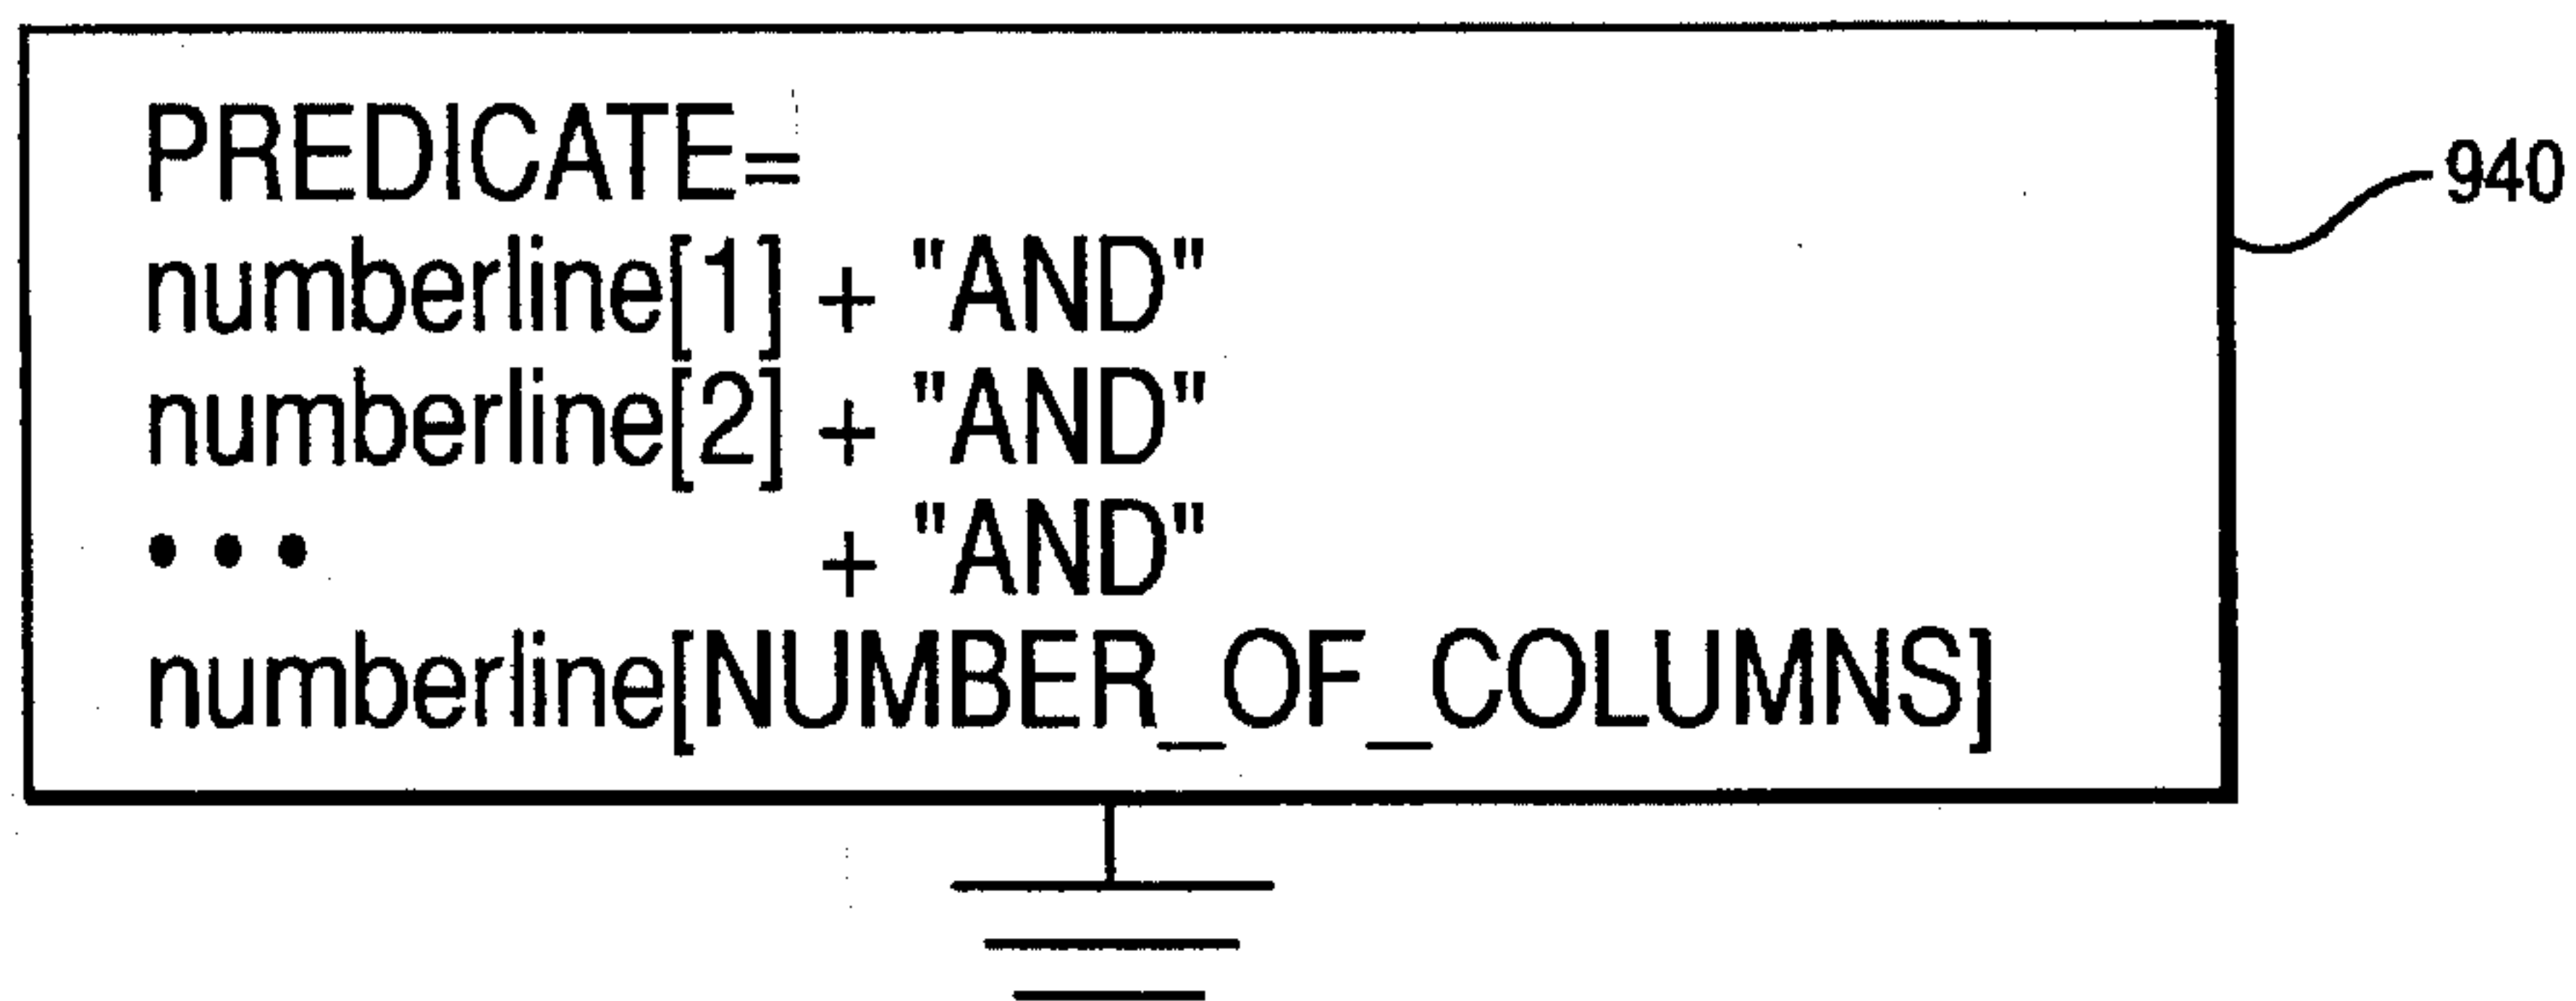 PREDICATE=
numberline[1] + "AND"
numberline[2] + "AND"
• • • + "AND"
numberline[NUMBER_OF_COLUMNS]
940